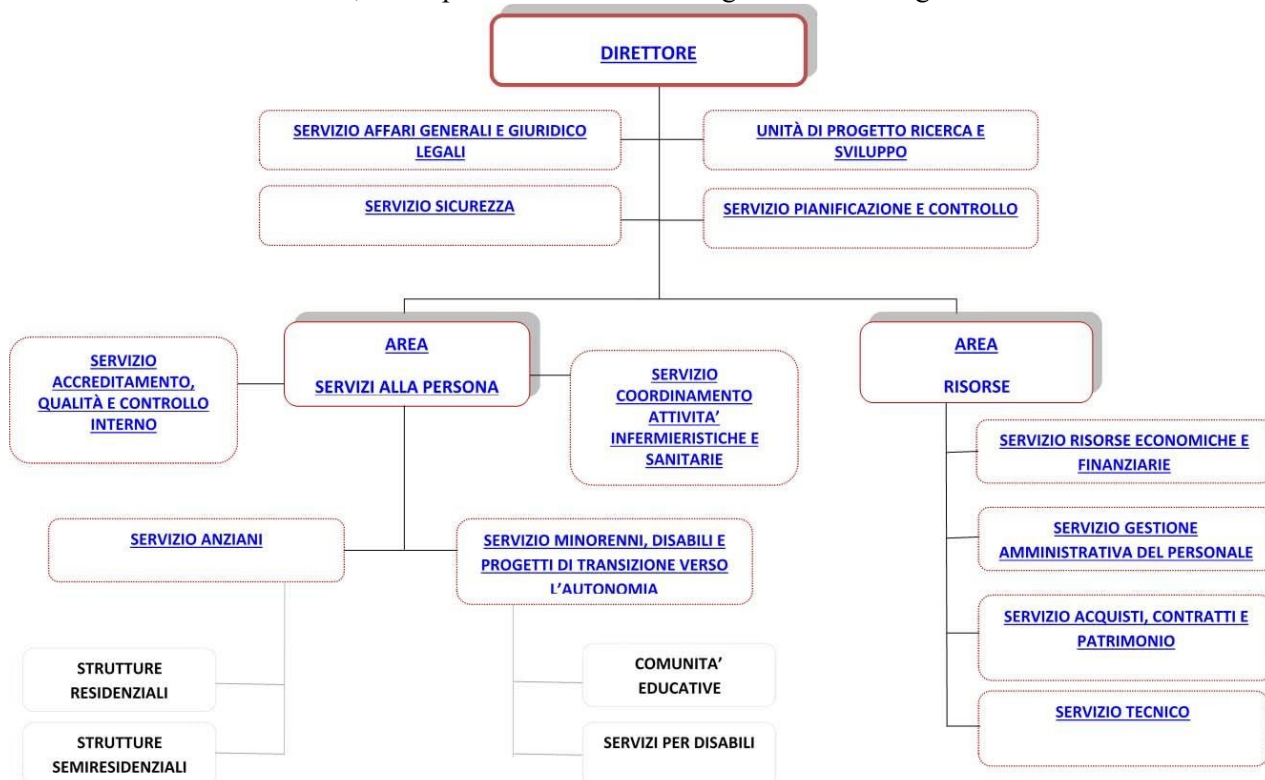 DIRETTORE
SERVIZIO AFFARI GENERALI E GIURIDICO
LEGALI
UNITÀ DI PROGETTO RICERCA E
SVILUPPO
SERVIZIO SICUREZZA
SERVIZIO PIANIFICAZIONE E CONTROLLO
AREA
SERVIZI ALLA PERSONA
AREA
RISORSE
SERVIZIO
ACCREDITAMENTO,
QUALITÀ E CONTROLLO
INTERNO
SERVIZIO
COORDINAMENTO
ATTIVITA’
INFERMIERISTICHE E
SANITARIE
SERVIZIO RISORSE ECONOMICHE E
FINANZIARIE
SERVIZIO ANZIANI
SERVIZIO MINORENNI, DISABILI E
PROGETTI DI TRANSIZIONE VERSO
L’AUTONOMIA
SERVIZIO GESTIONE
AMMINISTRATIVA DEL PERSONALE
SERVIZIO ACQUISTI, CONTRATTI E
PATRIMONIO
STRUTTURE
RESIDENZIALI
COMUNITA’
EDUCATIVE
SERVIZIO TECNICO
STRUTTURE
SEMIRESIDENZIALI
SERVIZI PER DISABILI